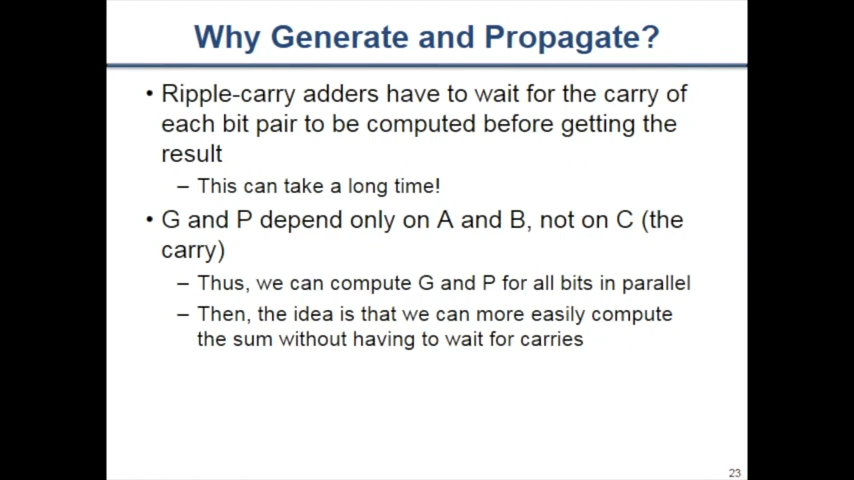 Why Generate and Propagate?
• Ripple-carry adders have to wait for the carry of
each bit pair to be computed before getting the
result
– This can take a long time!
• G and P depend only on A and B, not on C (the
carry)
– Thus, we can compute G and P for all bits in parallel
– Then, the idea is that we can more easily compute
the sum without having to wait for carries
23